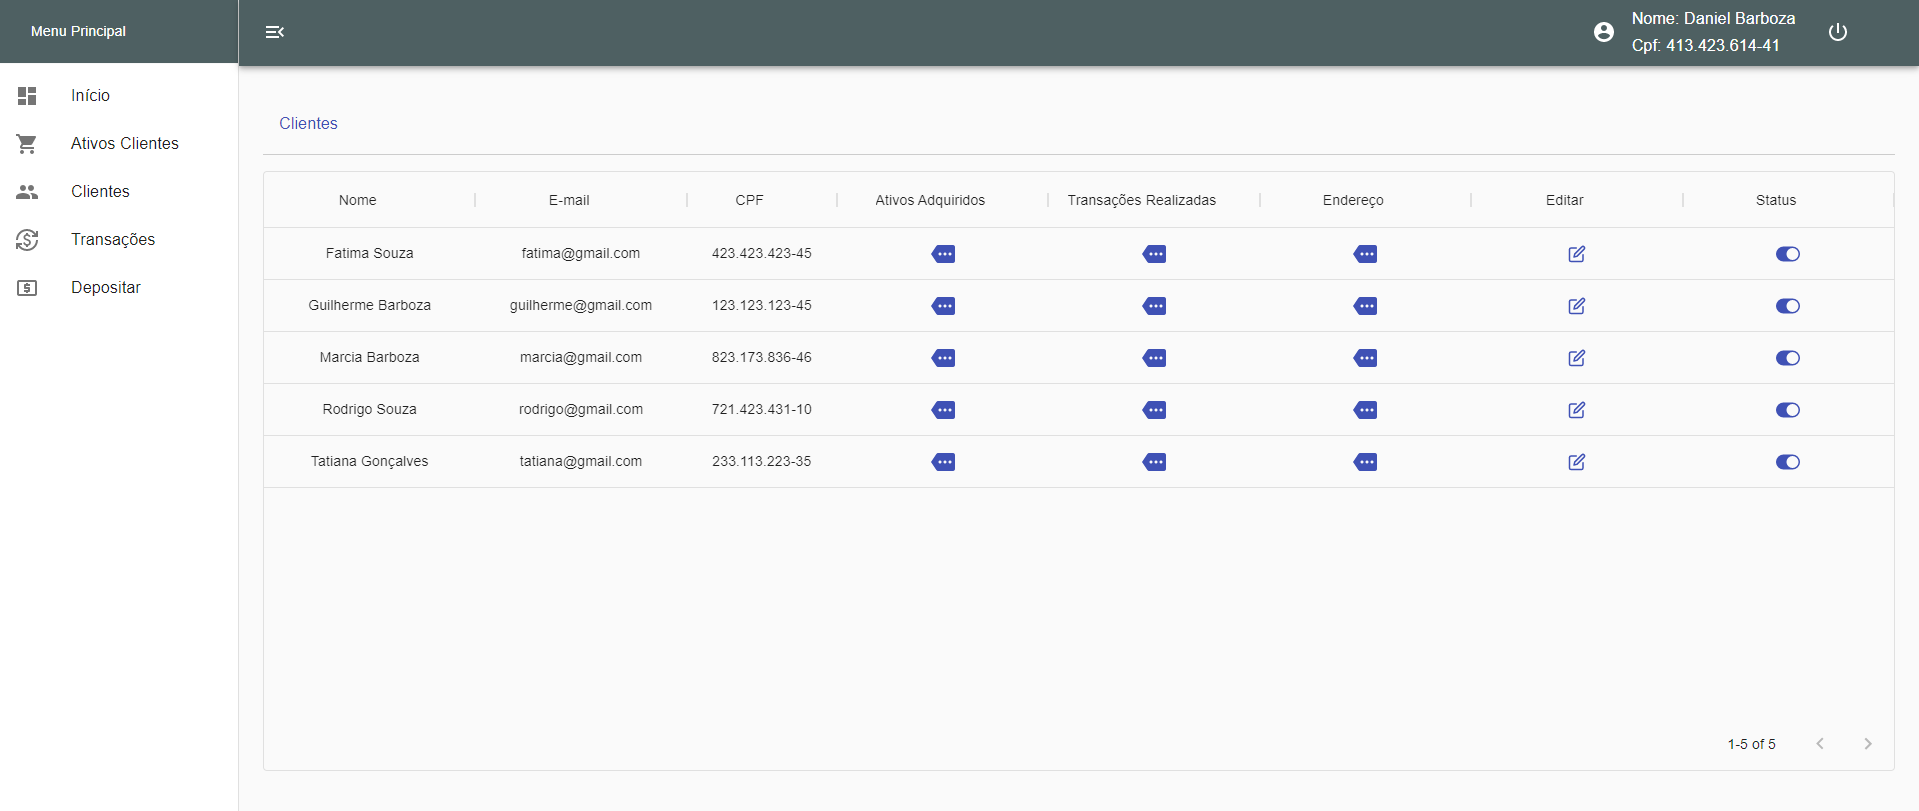 Menu Principal
Nome: Daniel Barboza
Cpf: 413.423.614-41
Início
Ativos Clientes
Clientes
Transações
Depositar
Clientes
Nome E-mail CPF Ativos Adquiridos Transações Realizadas Endereço Editar Status
Fatima Souza fatima@gmail.com 423.423.423-45
Guilherme Barboza guilherme@gmail.com 123.123.123-45
Marcia Barboza marcia@gmail.com 823.173.836-46
Rodrigo Souza rodrigo@gmail.com 721.423.431-10
Tatiana Gonçalves tatiana@gmail.com 233.113.223-35
1-5 of 5